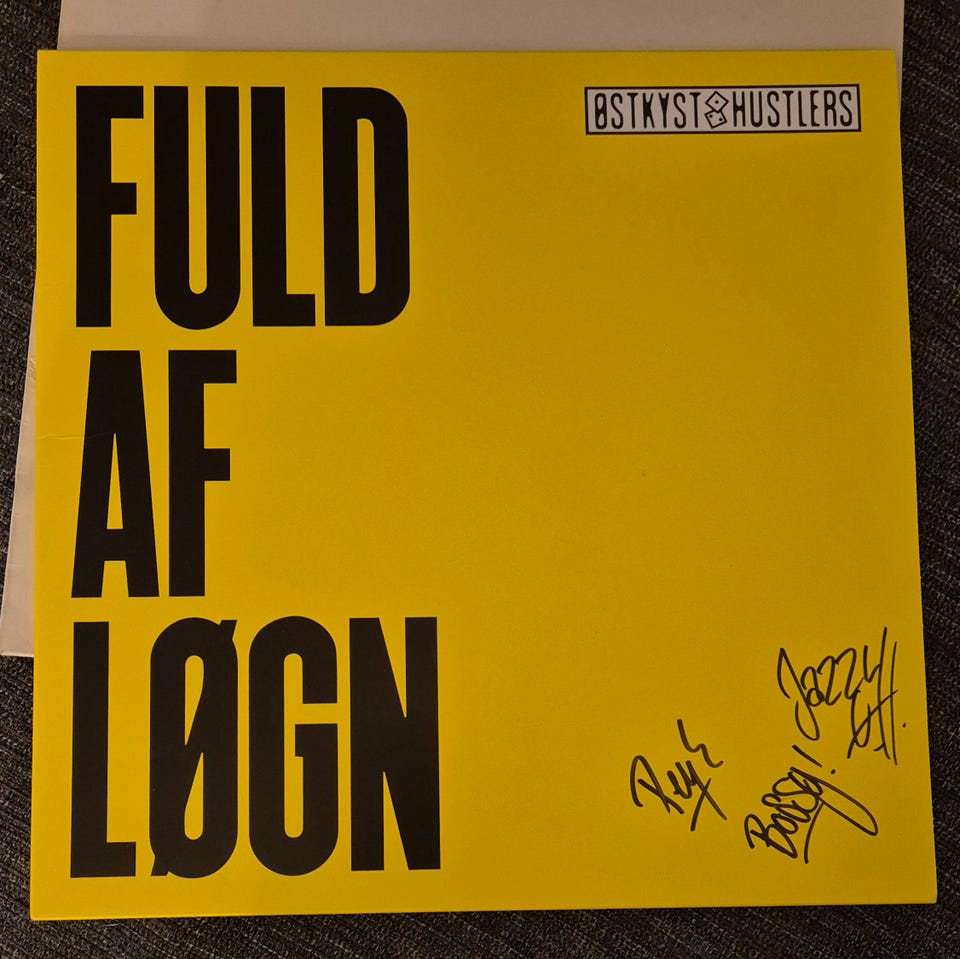 FULD
AF
LØGN
ØSTKYST HUSTLERS
Jazzy H.
Bossy!